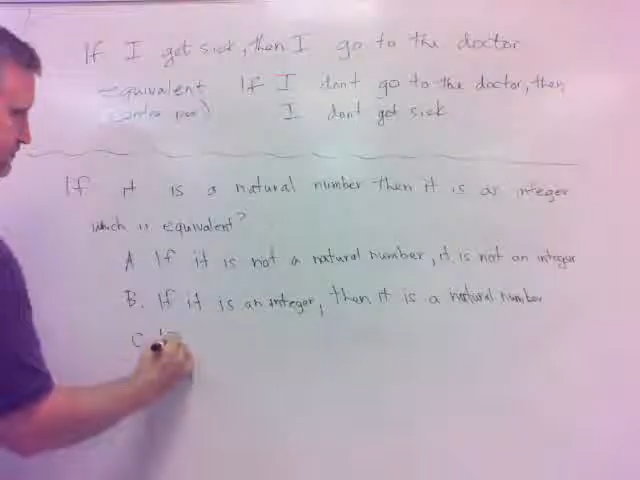 If I get sick, then I go to the doctor
equivalent If I dont go to the doctor, then
contra pos) I dont get sick
If it is a natural number then it is an integer
which is equivalent?
A If it is not a natural number, it is not an integer
B. If it is an integer, then it is a natural number
C